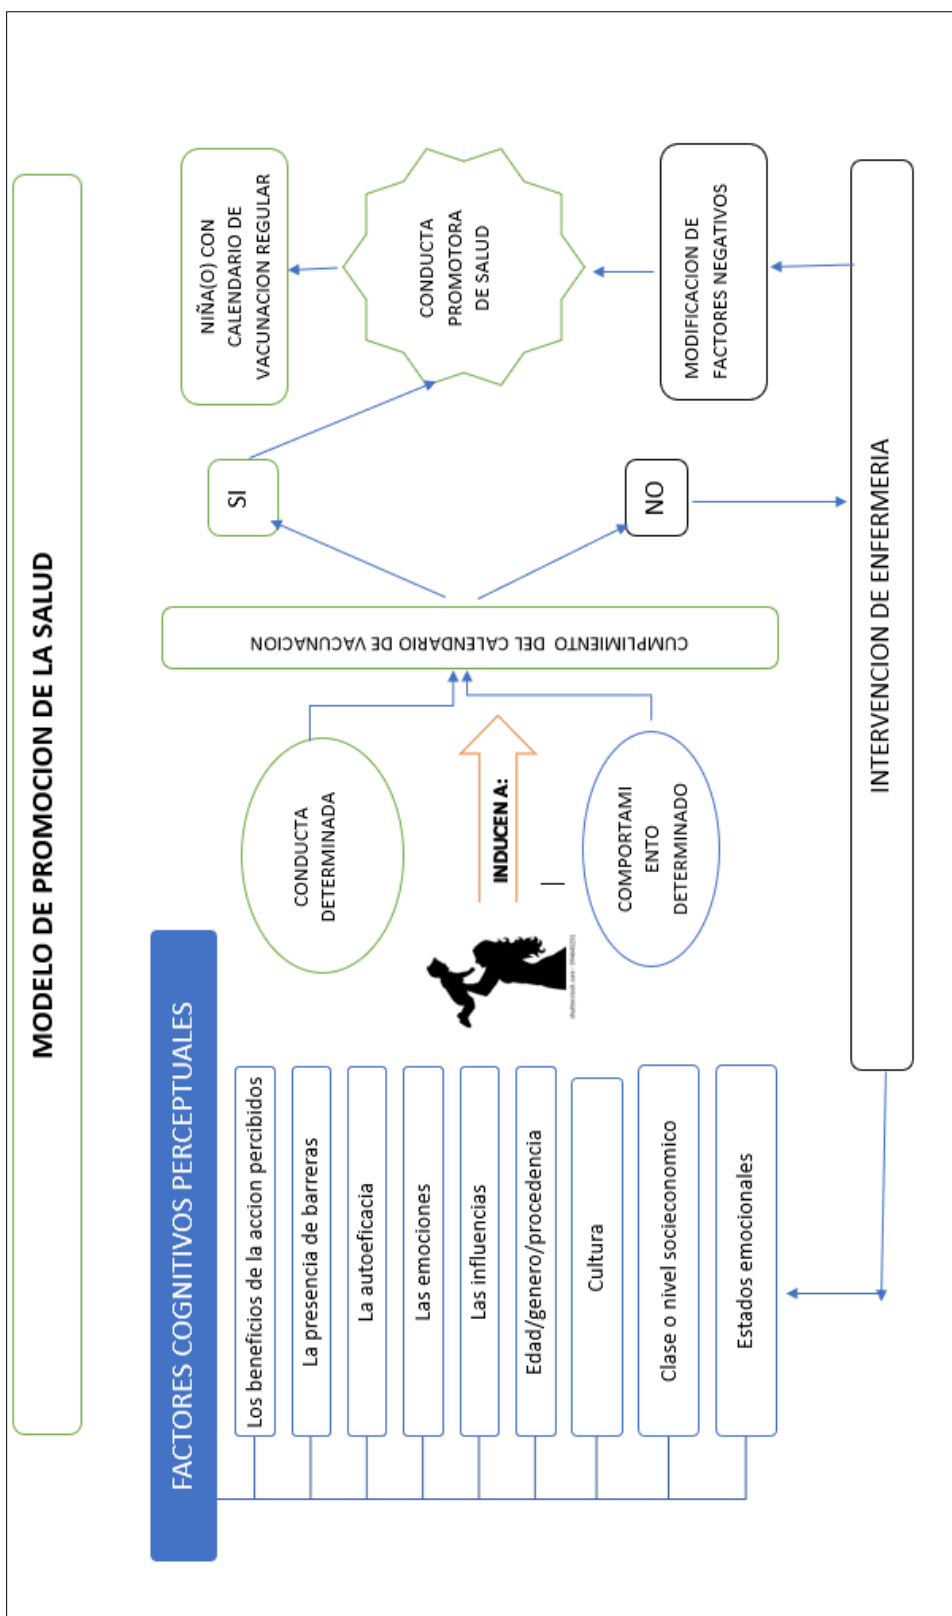 MODELO DE PROMOCION DE LA SALUD
FACTORES COGNITIVOS PERCEPTUALES
Los beneficios de la accion percibidos
La presencia de barreras
La autoeficacia
Las emociones
Las influencias
Edad/genero/procedencia
Cultura
Clase o nivel socieconomico
Estados emocionales
CONDUCTA
DETERMINADA
INDUCEN A:
COMPORTAMI
ENTO
DETERMINADO
CUMPLIMIENTO DEL CALENDARIO DE VACUNACION
SI
NO
NIÑA(O) CON
CALENDARIO DE
VACUNACION REGULAR
CONDUCTA
PROMOTORA
DE SALUD
MODIFICACION DE
FACTORES NEGATIVOS
INTERVENCION DE ENFERMERIA